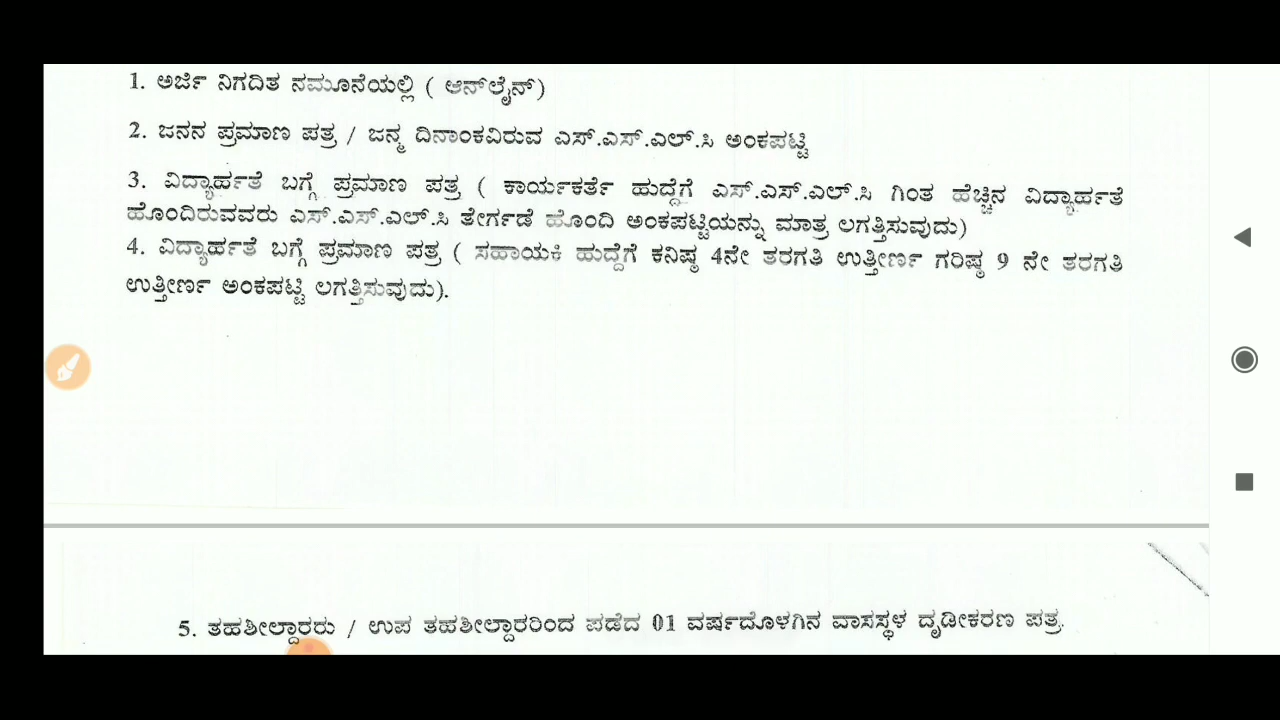 1. ಅರ್ಜಿ ನಿಗದಿತ ನಮೂನೆಯಲ್ಲಿ ( ಆನ್‌ಲೈನ್)
2. ಜನನ ಪ್ರಮಾಣ ಪತ್ರ / ಜನ್ಮ ದಿನಾಂಕವಿರುವ ಎಸ್.ಎಸ್.ಎಲ್.ಸಿ ಅಂಕಪಟ್ಟಿ
3. ವಿದ್ಯಾರ್ಹತೆ ಬಗ್ಗೆ ಪ್ರಮಾಣ ಪತ್ರ ( ಕಾರ್ಯಕರ್ತೆ ಹುದ್ದೆಗೆ ಎಸ್.ಎಸ್.ಎಲ್.ಸಿ ಗಿಂತ ಹೆಚ್ಚಿನ ವಿದ್ಯಾರ್ಹತೆ
ಹೊಂದಿರುವವರು ಎಸ್.ಎಸ್.ಎಲ್.ಸಿ ತೇರ್ಗಡೆ ಹೊಂದಿ ಅಂಕಪಟ್ಟಿಯನ್ನು ಮಾತ್ರ ಲಗತ್ತಿಸುವುದು)
4. ವಿದ್ಯಾರ್ಹತೆ ಬಗ್ಗೆ ಪ್ರಮಾಣ ಪತ್ರ ( ಸಹಾಯಕಿ ಹುದ್ದೆಗೆ ಕನಿಷ್ಠ 4ನೇ ತರಗತಿ ಉತ್ತೀರ್ಣ ಗರಿಷ್ಠ 9 ನೇ ತರಗತಿ
ಉತ್ತೀರ್ಣ ಅಂಕಪಟ್ಟಿ ಲಗತ್ತಿಸುವುದು).
5. ತಹಶೀಲ್ದಾರರು / ಉಪ ತಹಶೀಲ್ದಾರರಿಂದ ಪಡೆದ 01 ವರ್ಷದೊಳಗಿನ ವಾಸಸ್ಥಳ ದೃಡೀಕರಣ ಪತ್ರ.